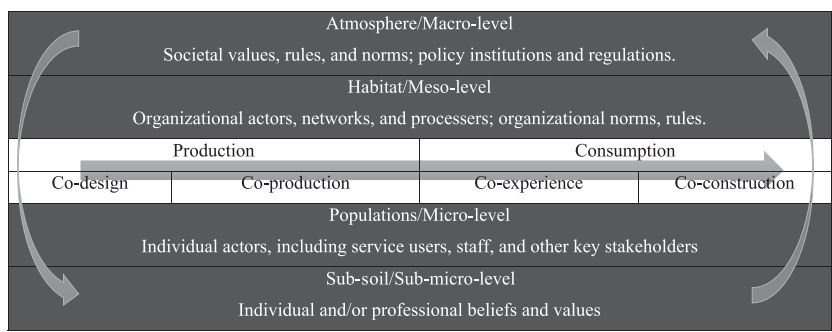 Atmosphere/Macro-level
Societal values, rules, and norms; policy institutions and regulations.
Habitat/Meso-level
Organizational actors, networks, and processers; organizational norms, rules.
Production Consumption
Co-design Co-production Co-experience Co-construction
Populations/Micro-level
Individual actors, including service users, staff, and other key stakeholders
Sub-soil/Sub-micro-level
Individual and/or professional beliefs and values